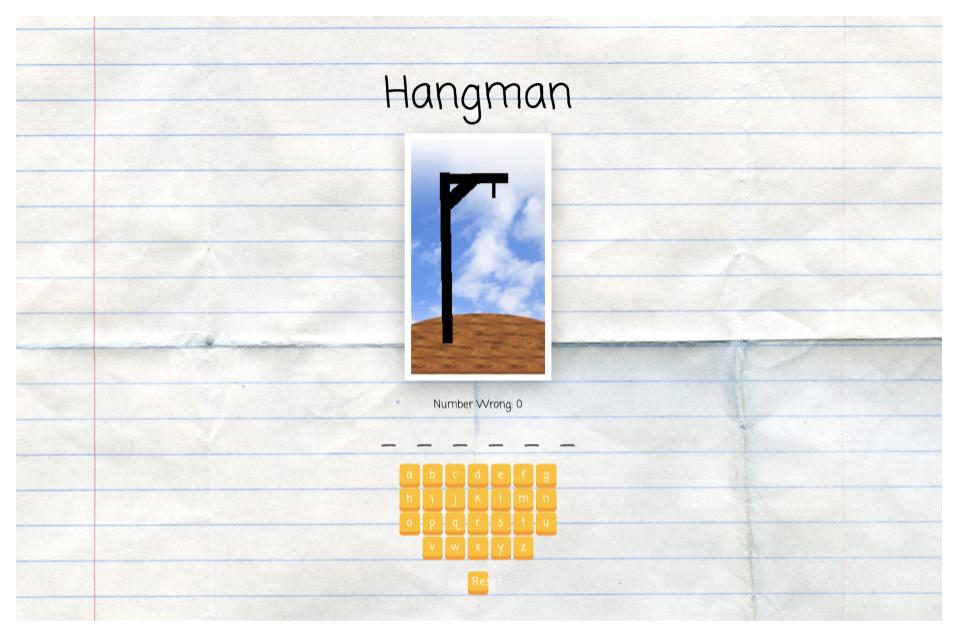 Hangman
Number Wrong: 0
_ _ _ _ _ _
a b c d e f g
h i j k l m n
o p q r s t u
v w x y z
Reset